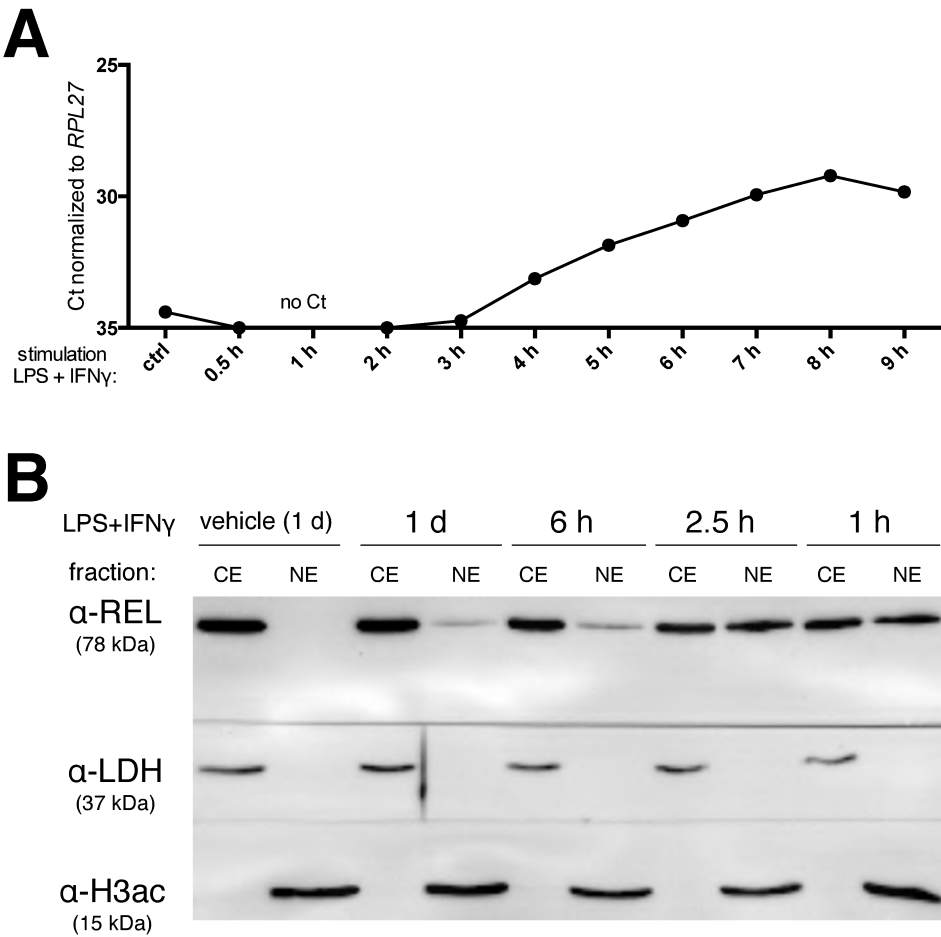 A
Ct normalized to RPL27
25
30
35
no Ct
stimulation
LPS + IFNγ:
ctrl 0.5 h 1 h 2 h 3 h 4 h 5 h 6 h 7 h 8 h 9 h
B
LPS+IFNγ vehicle (1 d) 1 d 6 h 2.5 h 1 h
fraction: CE NE CE NE CE NE CE NE CE NE
α-REL
(78 kDa)
α-LDH
(37 kDa)
α-H3ac
(15 kDa)